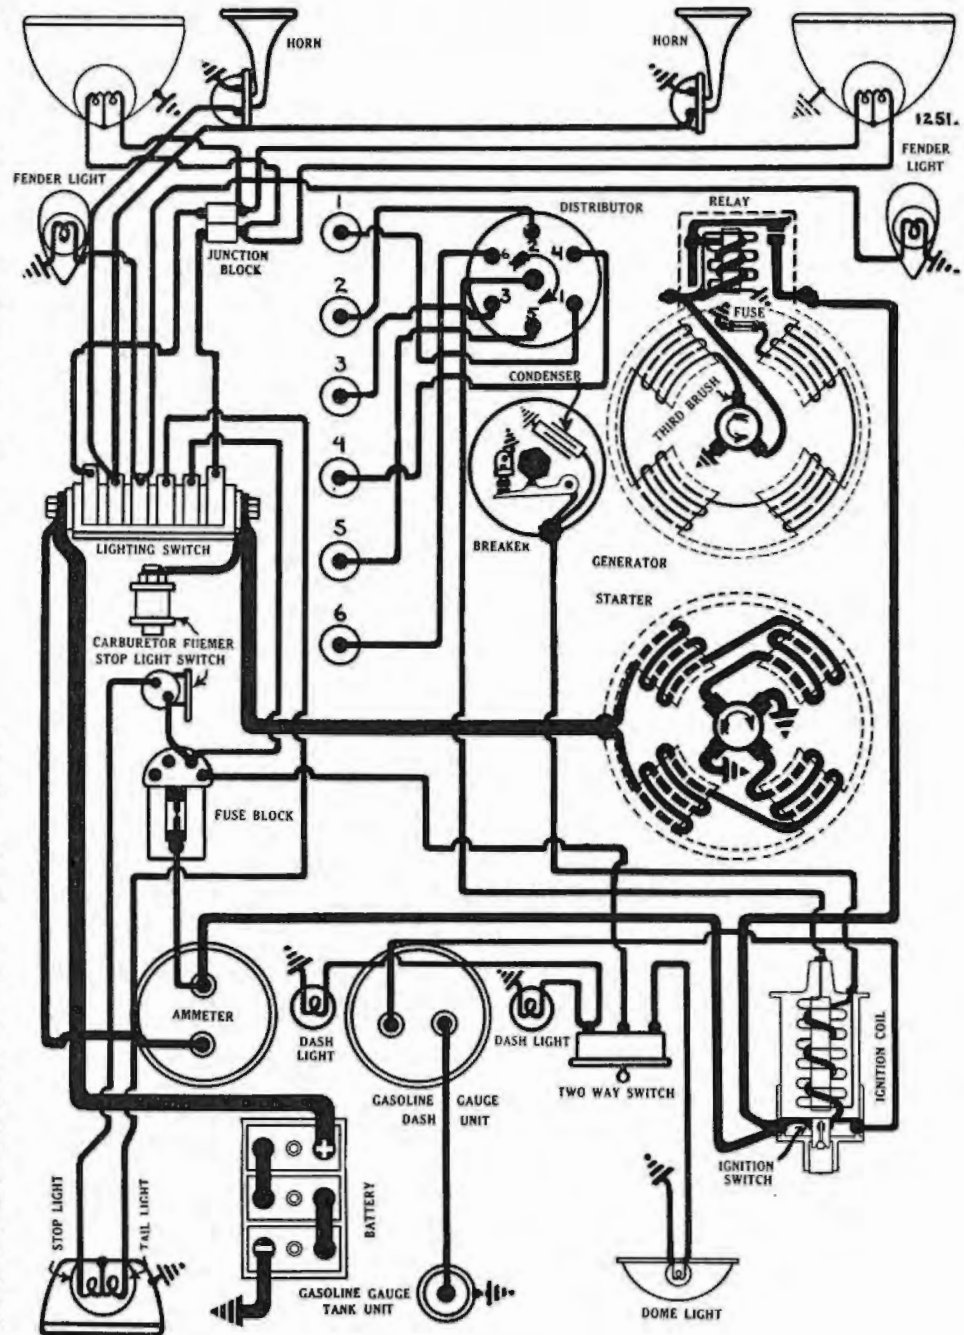 HORN
HORN
1251.
FENDER LIGHT
FENDER
LIGHT
JUNCTION
BLOCK
1
2
3
4
5
6
DISTRIBUTOR
2
6
4
3
1
5
RELAY
FUSE
THIRD BRUSH
CONDENSER
BREAKER
GENERATOR
STARTER
LIGHTING SWITCH
CARBURETOR FUEMER
STOP LIGHT SWITCH
FUSE BLOCK
AMMETER
DASH
LIGHT
GASOLINE GAUGE
DASH UNIT
DASH LIGHT
TWO WAY SWITCH
IGNITION COIL
IGNITION
SWITCH
STOP LIGHT
TAIL LIGHT
BATTERY
+
−
GASOLINE GAUGE
TANK UNIT
DOME LIGHT